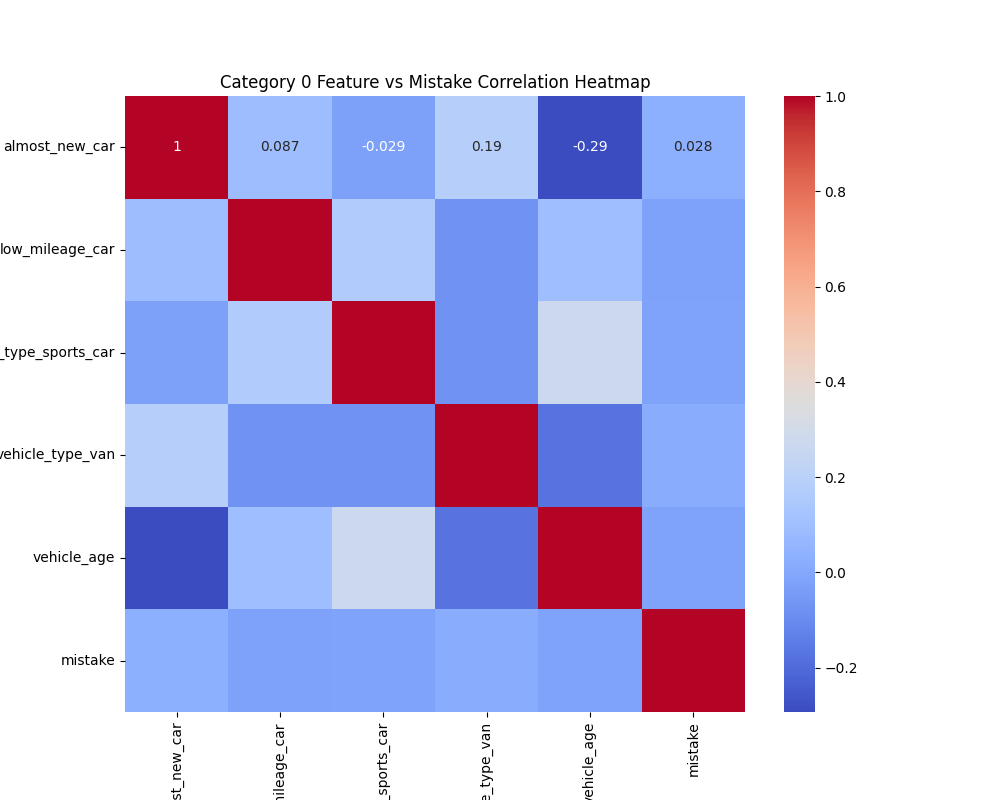 Category 0 Feature vs Mistake Correlation Heatmap
almost_new_car
1 0.087 -0.029 0.19 -0.29 0.028
low_mileage_car
_type_sports_car
vehicle_type_van
vehicle_age
mistake
st_new_car
ileage_car
_sports_car
e_type_van
vehicle_age
mistake
1.0
0.8
0.6
0.4
0.2
0.0
−0.2